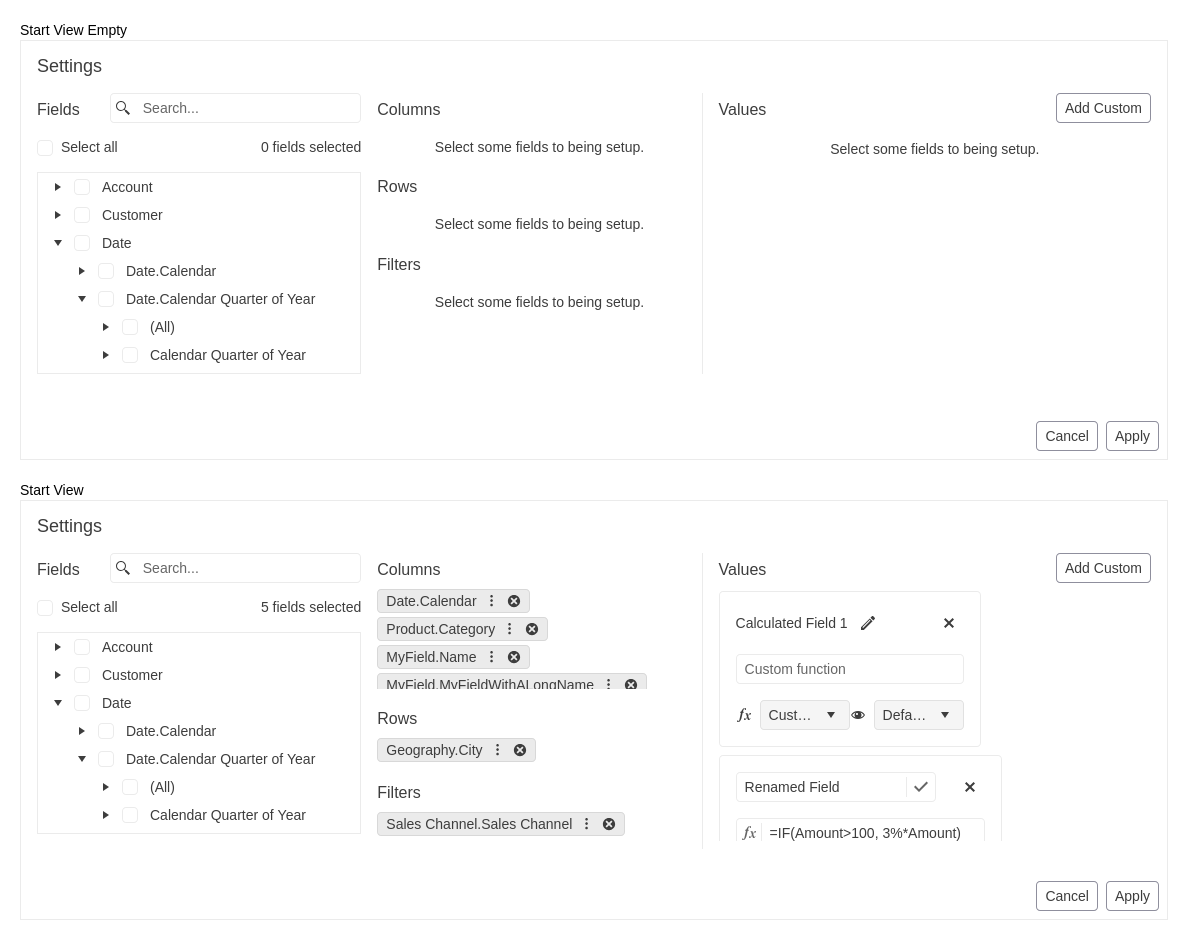 Start View Empty
Settings
Fields
Search...
Select all
0 fields selected
Account
Customer
Date
Date.Calendar
Date.Calendar Quarter of Year
(All)
Calendar Quarter of Year
Columns
Select some fields to being setup.
Rows
Select some fields to being setup.
Filters
Select some fields to being setup.
Values
Add Custom
Select some fields to being setup.
Cancel
Apply
Start View
Settings
Fields
Search...
Select all
5 fields selected
Account
Customer
Date
Date.Calendar
Date.Calendar Quarter of Year
(All)
Calendar Quarter of Year
Columns
Date.Calendar
Product.Category
MyField.Name
MyField.MyFieldWithALongName
Rows
Geography.City
Filters
Sales Channel.Sales Channel
Values
Add Custom
Calculated Field 1
Custom function
fx Cust... Defa...
Renamed Field
fx =IF(Amount>100, 3%*Amount)
Cancel
Apply